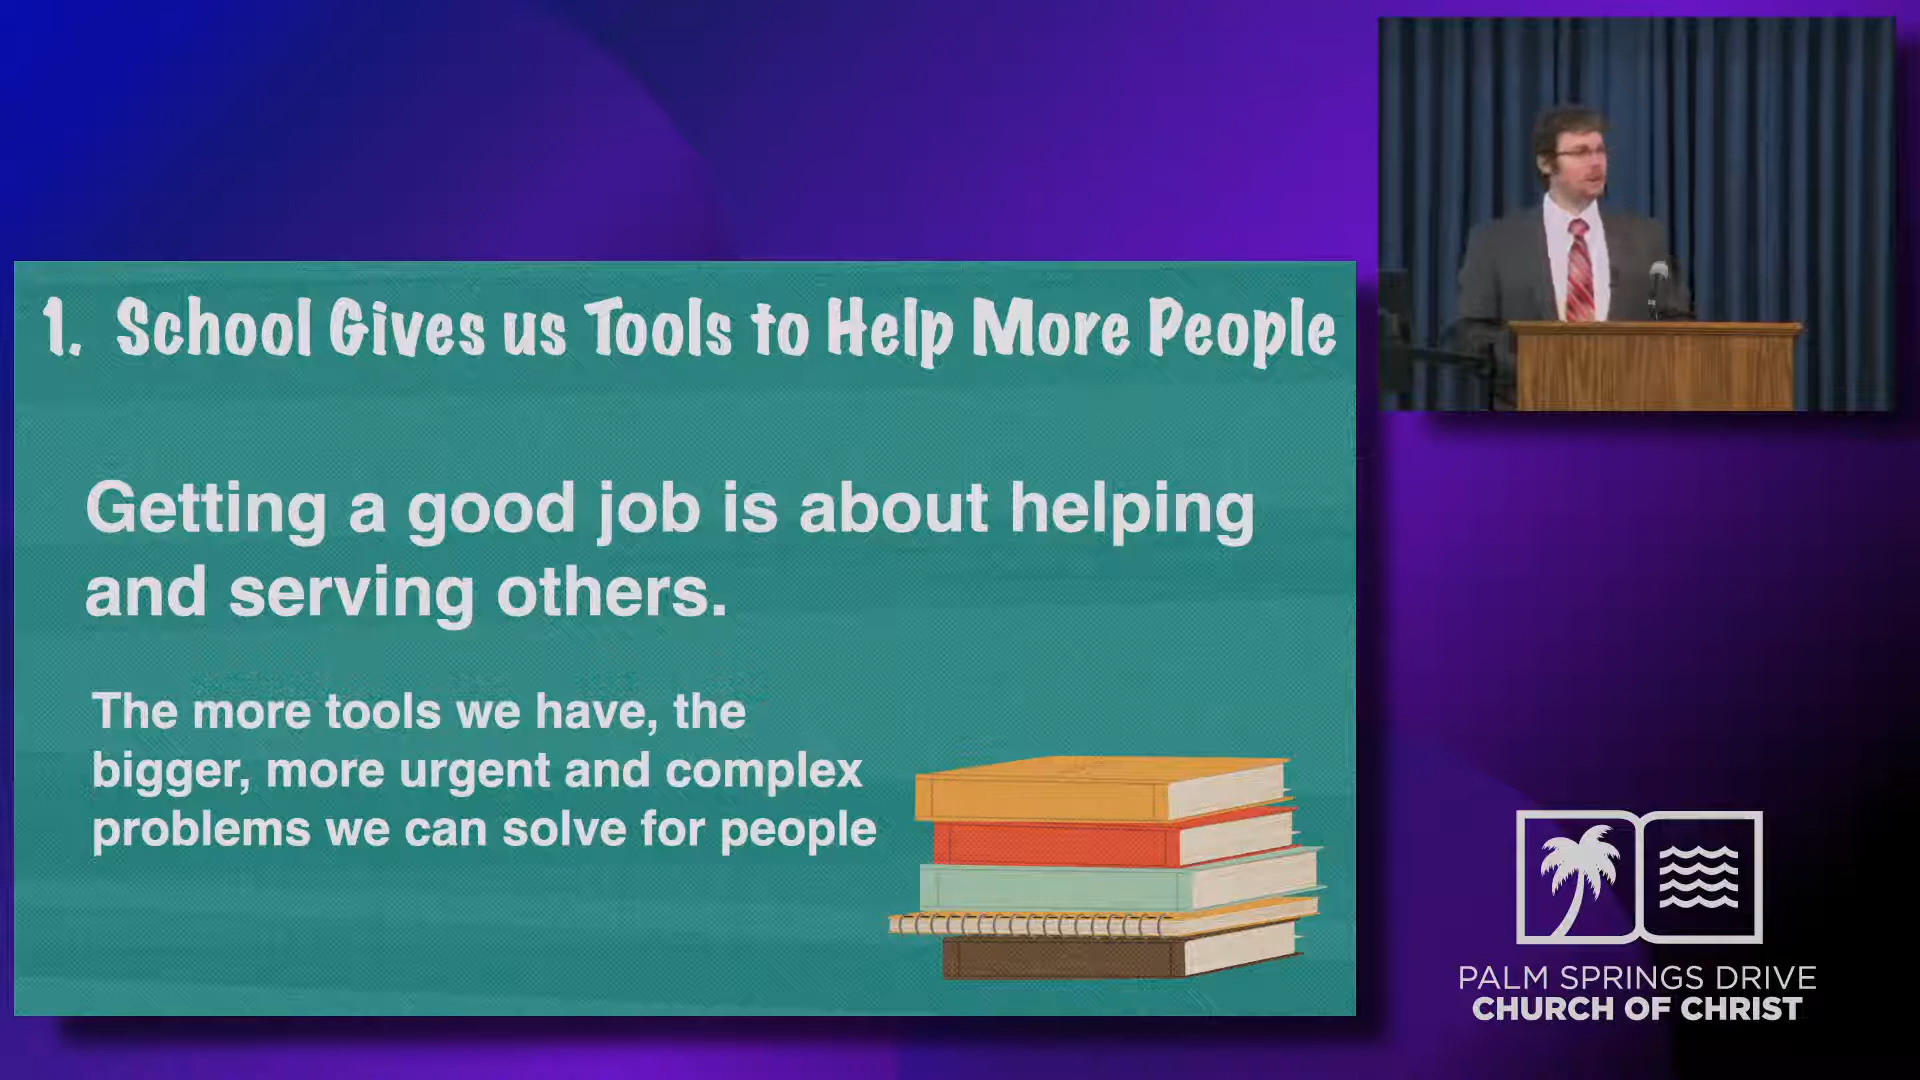 1. School Gives us Tools to Help More People
Getting a good job is about helping
and serving others.
The more tools we have, the
bigger, more urgent and complex
problems we can solve for people
PALM SPRINGS DRIVE
CHURCH OF CHRIST